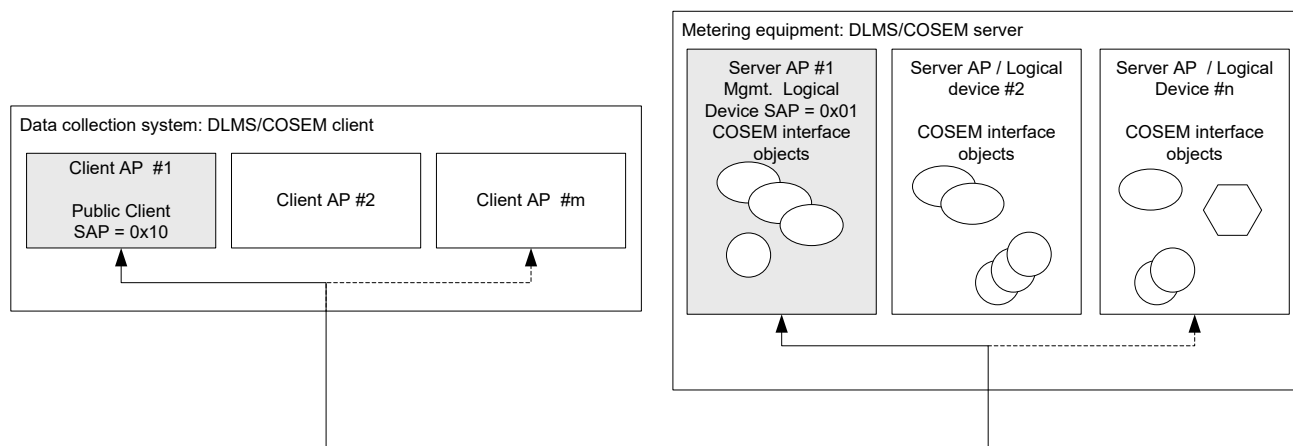 Data collection system: DLMS/COSEM client
Client AP #1
Public Client
SAP = 0x10
Client AP #2
Client AP #m
Metering equipment: DLMS/COSEM server
Server AP #1
Mgmt. Logical
Device SAP = 0x01
COSEM interface
objects
Server AP / Logical
device #2
COSEM interface
objects
Server AP / Logical
Device #n
COSEM interface
objects